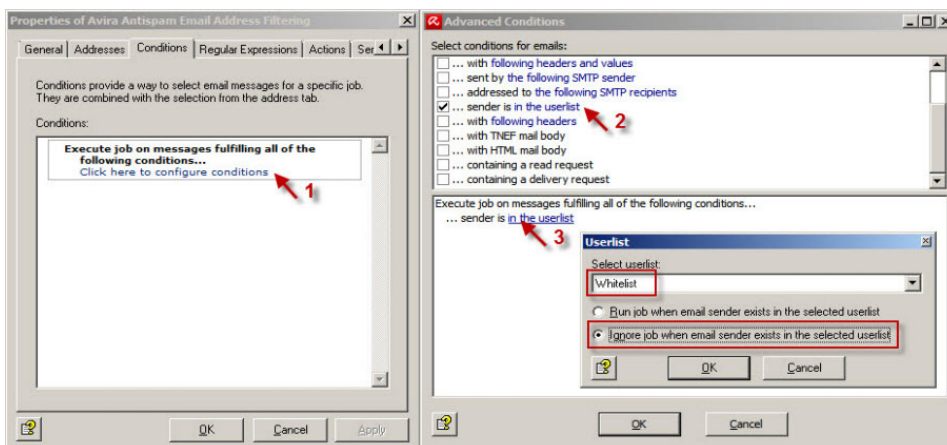 Properties of Avira Antispam Email Address Filtering
General
Addresses
Conditions
Regular Expressions
Actions
Ser
Conditions provide a way to select email messages for a specific job.
They are combined with the selection from the address tab.
Conditions:
Execute job on messages fulfilling all of the
following conditions...
Click here to configure conditions
1
OK
Cancel
Apply
Advanced Conditions
Select conditions for emails:
... with following headers and values
... sent by the following SMTP sender
... addressed to the following SMTP recipients
... sender is in the userlist
2
... with following headers
... with TNEF mail body
... with HTML mail body
... containing a read request
... containing a delivery request
Execute job on messages fulfilling all of the following conditions...
... sender is in the userlist
3
Userlist
Select userlist:
Whitelist
Run job when email sender exists in the selected userlist
Ignore job when email sender exists in the selected userlist
OK
Cancel
OK
Cancel